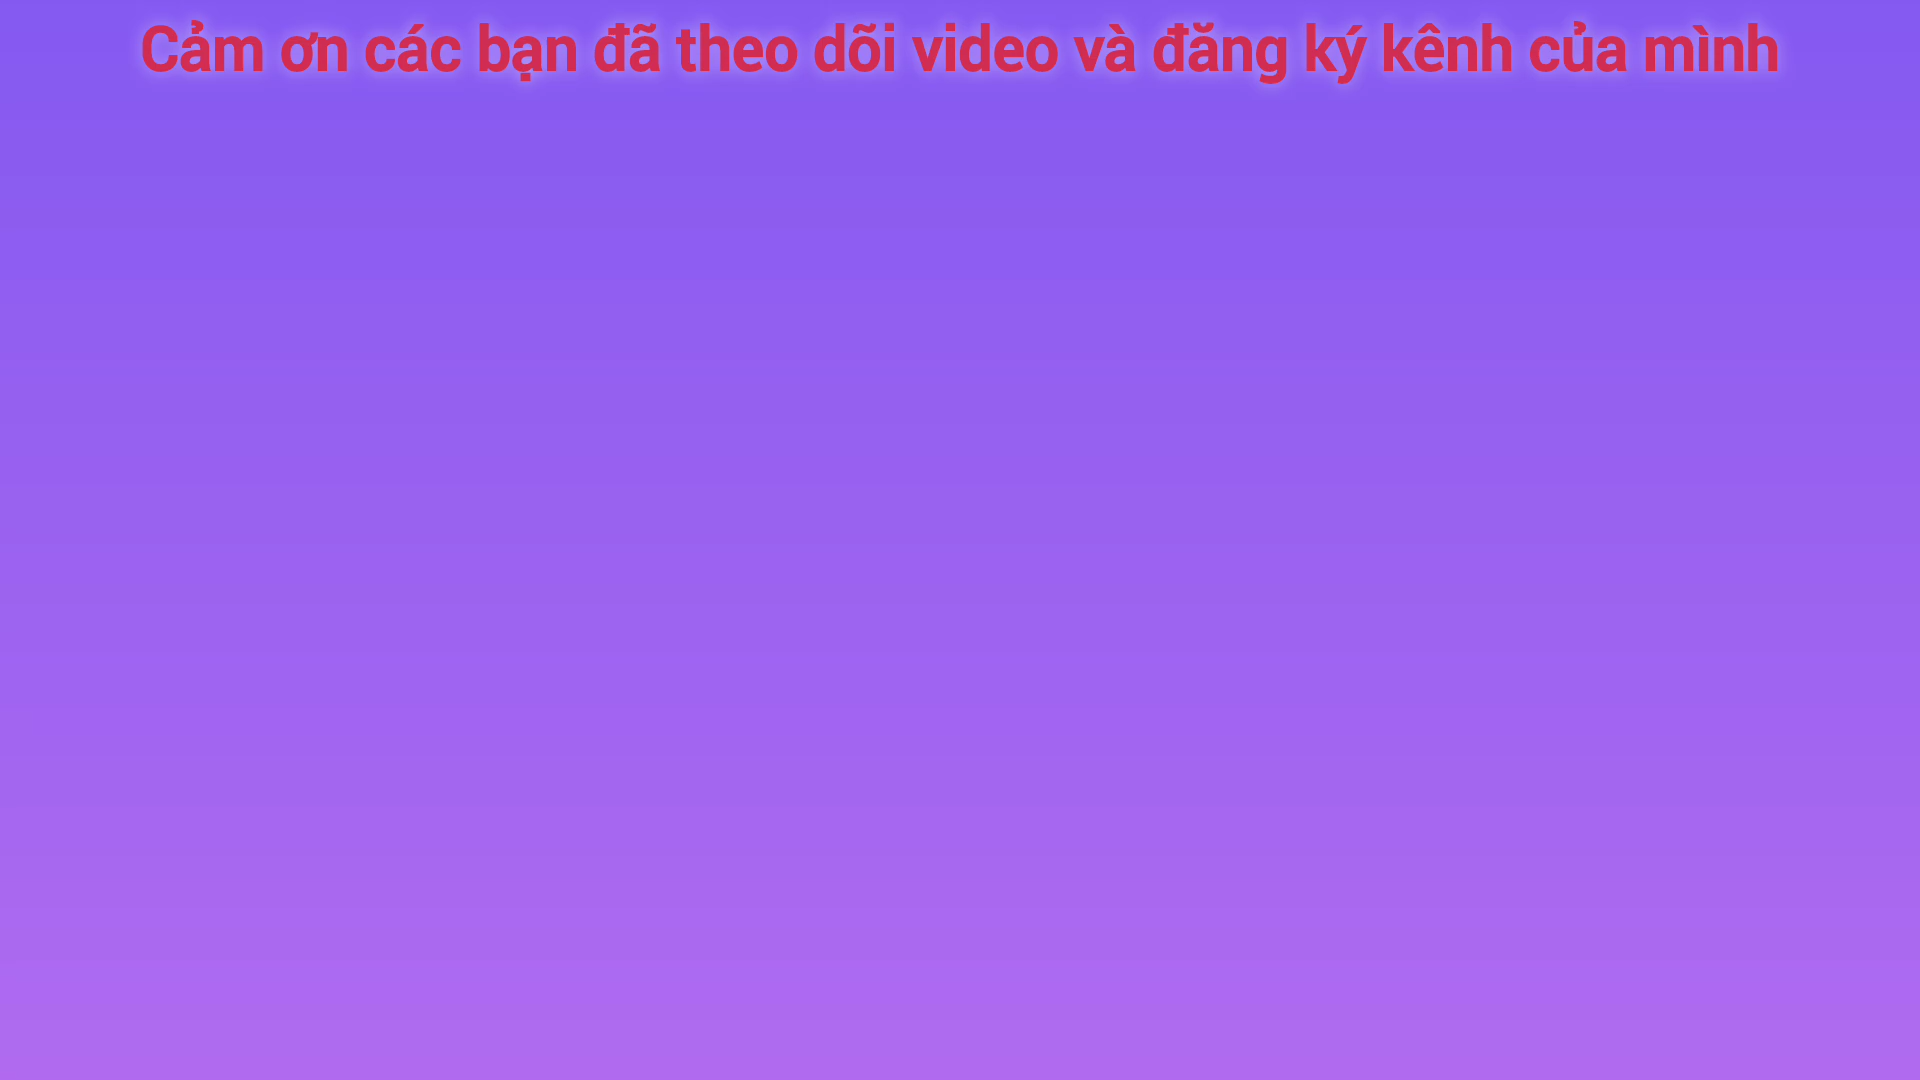 Cảm ơn các bạn đã theo dõi video và đăng ký kênh của mình